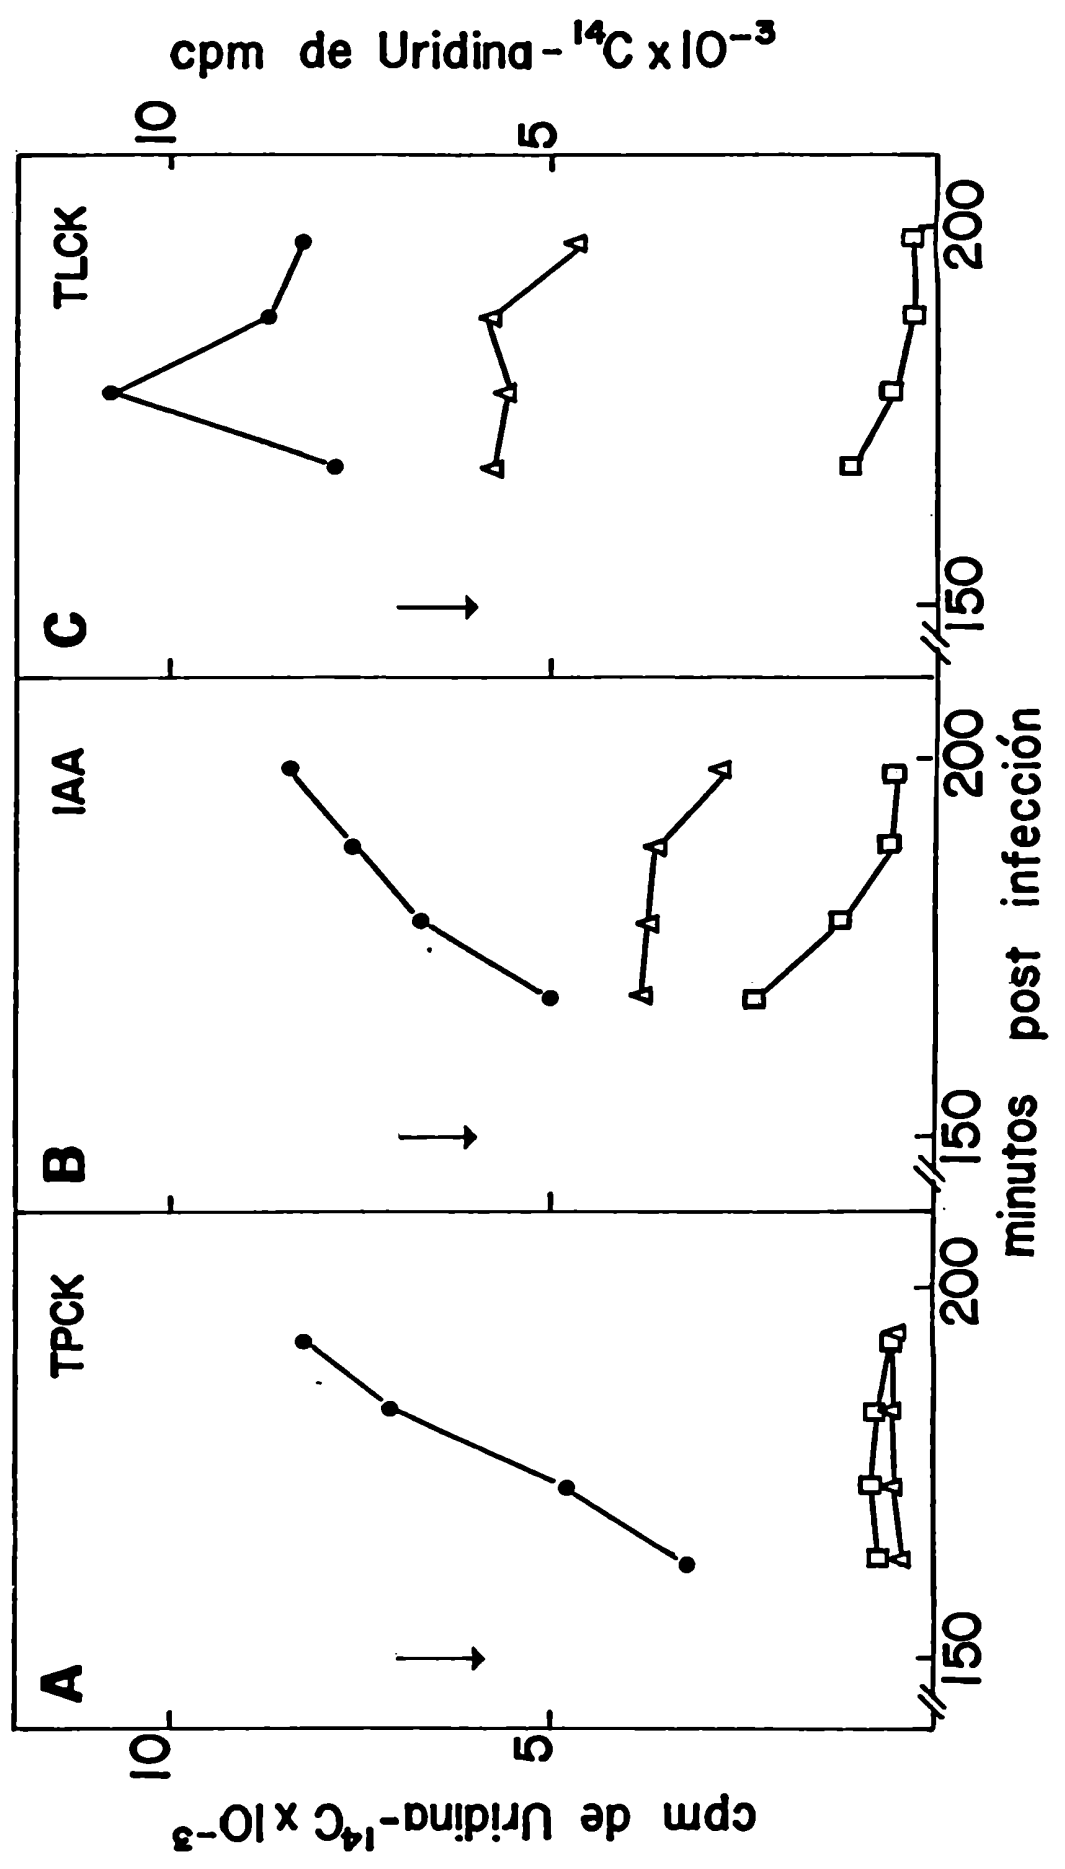 A
TPCK
B
IAA
C
TLCK
cpm de Uridina-¹⁴C x 10⁻³
10
5
10
5
cpm de Uridina-¹⁴C x 10⁻³
150
200
150
200
150
200
minutos post infección